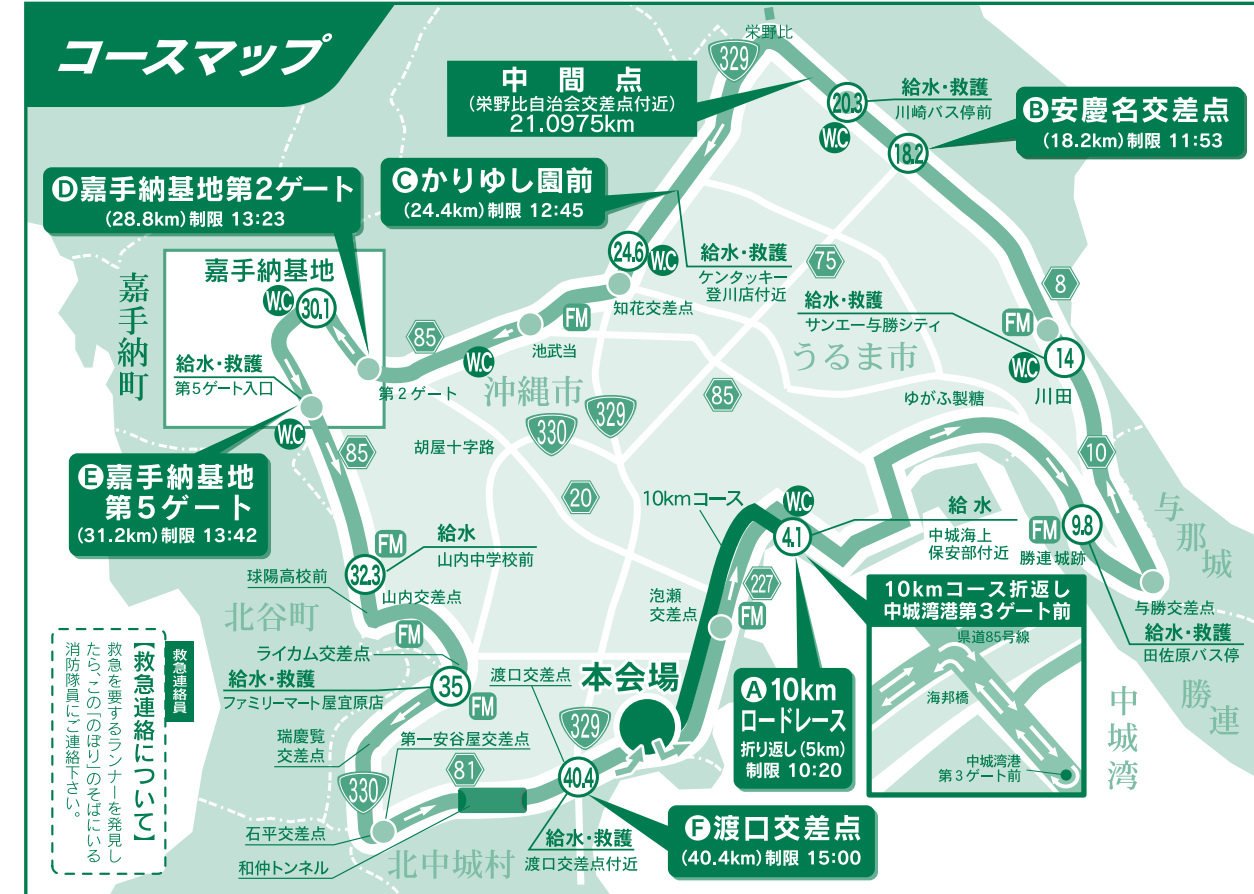 コースマップ
栄野比
329
中間点
(栄野比自治会交差点付近)
21.0975km
20.3
給水・救護
川崎バス停前
W.C
18.2
B安慶名交差点
(18.2km)制限 11:53
Cかりゆし園前
(24.4km)制限 12:45
D嘉手納基地第2ゲート
(28.8km)制限 13:23
24.6
W.C
給水・救護
ケンタッキー
登川店付近
知花交差点
75
8
給水・救護
サンエー与勝シティ
FM
14
W.C
川田
うるま市
嘉手納基地
W.C
30.1
嘉手納町
給水・救護
第5ゲート入口
85
FM
池武当
W.C
第2ゲート
沖縄市
85
ゆがふ製糖
329
330
胡屋十字路
W.C
85
E嘉手納基地
第5ゲート
(31.2km)制限 13:42
20
10kmコース
W.C
4.1
給水
中城海上
保安部付近
10
FM
9.8
勝連城跡
与那城
与勝交差点
給水・救護
田佐原バス停
勝連
中城湾
FM
給水
山内中学校前
32.3
球陽高校前
山内交差点
北谷町
FM
ライカム交差点
給水・救護
ファミリーマート屋宜原店
35
FM
227
泡瀬
交差点
FM
10kmコース折返し
中城湾港第3ゲート前
県道85号線
海邦橋
中城湾港
第3ゲート前
A10km
ロードレース
折り返し(5km)
制限 10:20
本会場
渡口交差点
329
瑞慶覧
交差点
第一安谷屋交差点
81
330
40.4
石平交差点
和仲トンネル
北中城村
給水・救護
渡口交差点付近
F渡口交差点
(40.4km)制限 15:00
救急連絡員
【救急連絡について】
救急を要するランナーを発見し
たら、この「のぼり」のそばにいる
消防隊員にご連絡下さい。